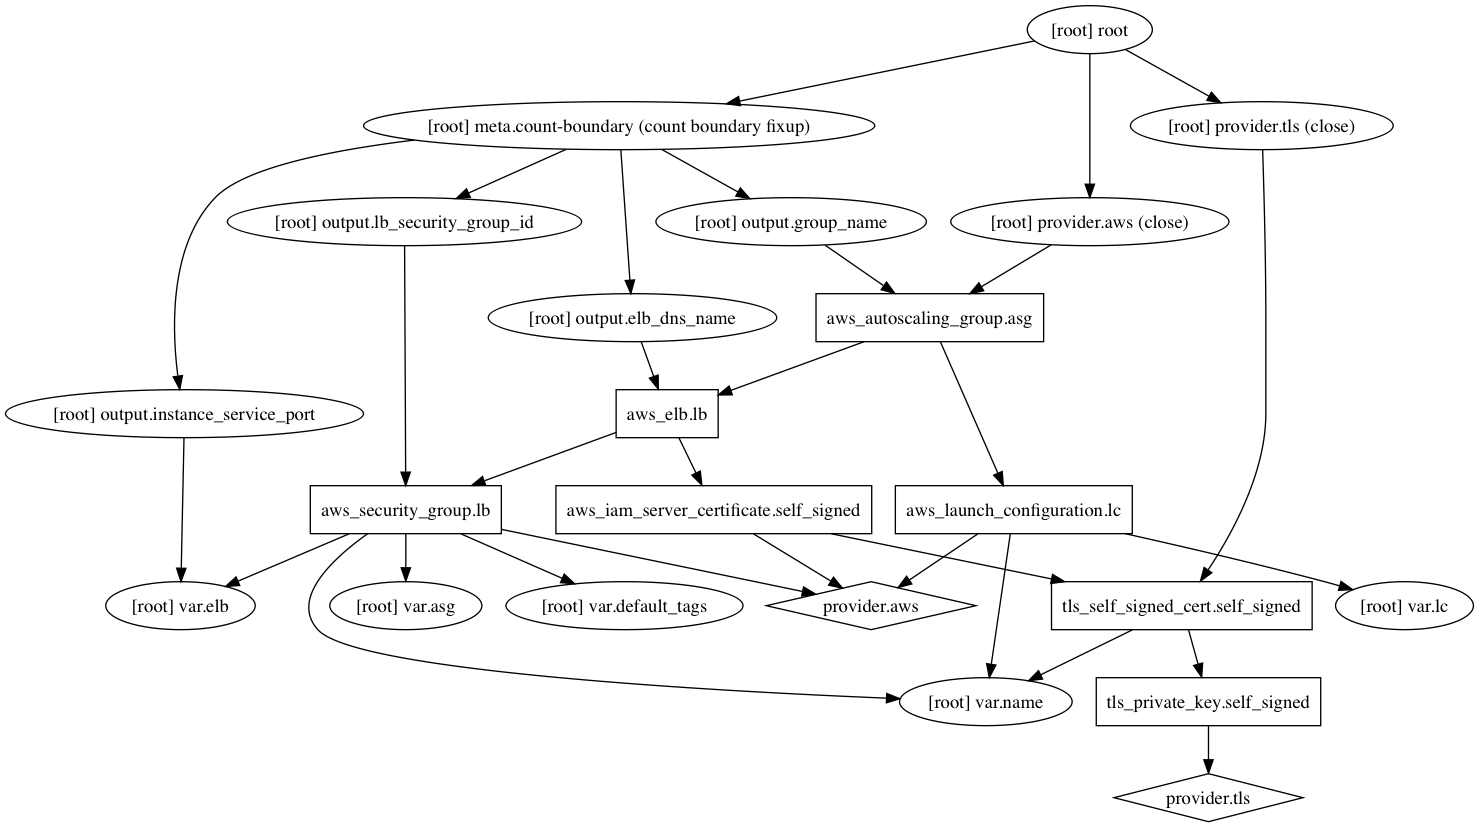 [root] root
[root] meta.count-boundary (count boundary fixup)
[root] provider.tls (close)
[root] output.lb_security_group_id
[root] output.group_name
[root] provider.aws (close)
[root] output.elb_dns_name
aws_autoscaling_group.asg
[root] output.instance_service_port
aws_elb.lb
aws_security_group.lb
aws_iam_server_certificate.self_signed
aws_launch_configuration.lc
[root] var.elb
[root] var.asg
[root] var.default_tags
provider.aws
tls_self_signed_cert.self_signed
[root] var.lc
[root] var.name
tls_private_key.self_signed
provider.tls